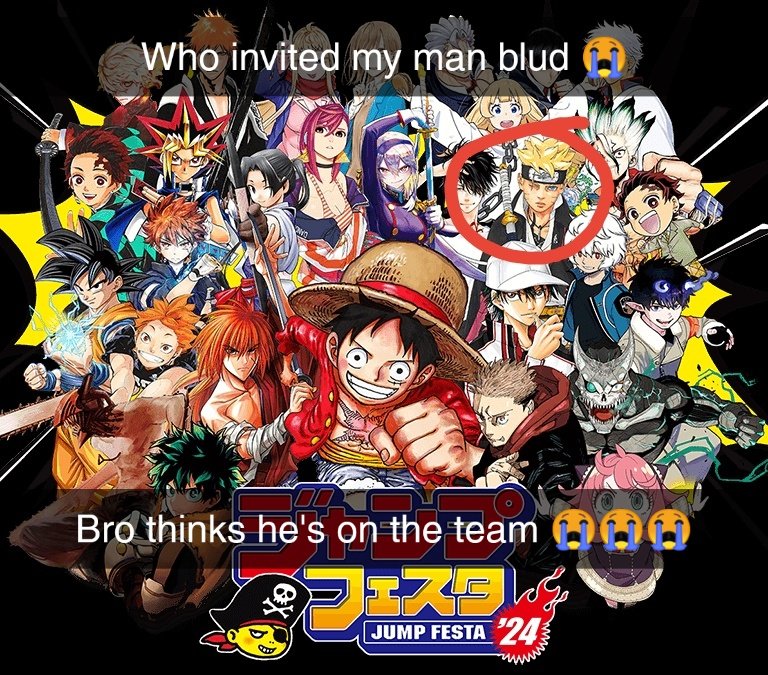 Who invited my man blud 😭
Bro thinks he's on the team 😭😭😭
ジャンプ
フェスタ
JUMP FESTA
'24